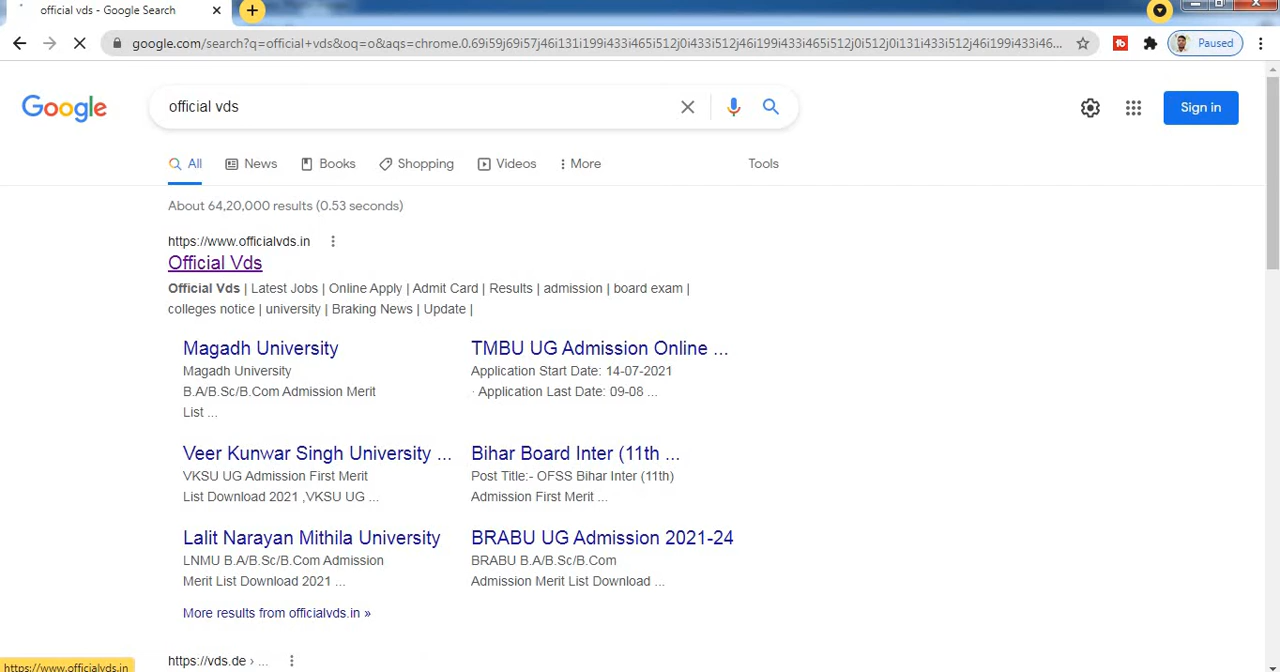 official vds - Google Search
google.com/search?q=official+vds&oq=o&aqs=chrome.0.69i59j69i57j46i131i199i433i465i512j0i433i512j46i199i433i465i512j0i512j0i131i433i512j46i199i433i46...
Paused
Google
official vds
Sign in
All News Books Shopping Videos More Tools
About 64,20,000 results (0.53 seconds)
https://www.officialvds.in
Official Vds
Official Vds | Latest Jobs | Online Apply | Admit Card | Results | admission | board exam |
colleges notice | university | Braking News | Update |
Magadh University
Magadh University
B.A/B.Sc/B.Com Admission Merit
List ...
TMBU UG Admission Online ...
Application Start Date: 14-07-2021
· Application Last Date: 09-08 ...
Veer Kunwar Singh University ...
VKSU UG Admission First Merit
List Download 2021 ,VKSU UG ...
Bihar Board Inter (11th ...
Post Title:- OFSS Bihar Inter (11th)
Admission First Merit ...
Lalit Narayan Mithila University
LNMU B.A/B.Sc/B.Com Admission
Merit List Download 2021 ...
BRABU UG Admission 2021-24
BRABU B.A/B.Sc/B.Com
Admission Merit List Download ...
More results from officialvds.in »
https://vds.de › ...
https://www.officialvds.in